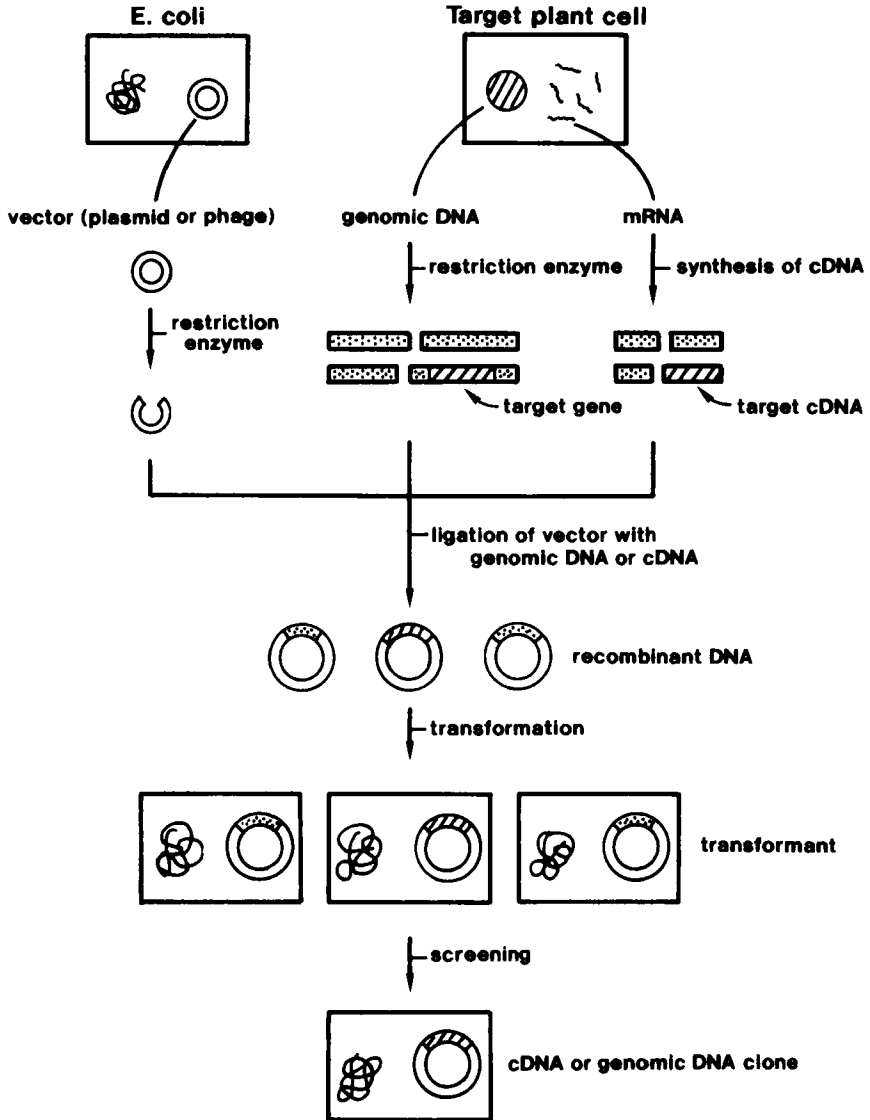 E. coli
Target plant cell
vector (plasmid or phage)
genomic DNA
mRNA
restriction enzyme
synthesis of cDNA
restriction
enzyme
target gene
target cDNA
ligation of vector with
genomic DNA or cDNA
recombinant DNA
transformation
transformant
screening
cDNA or genomic DNA clone